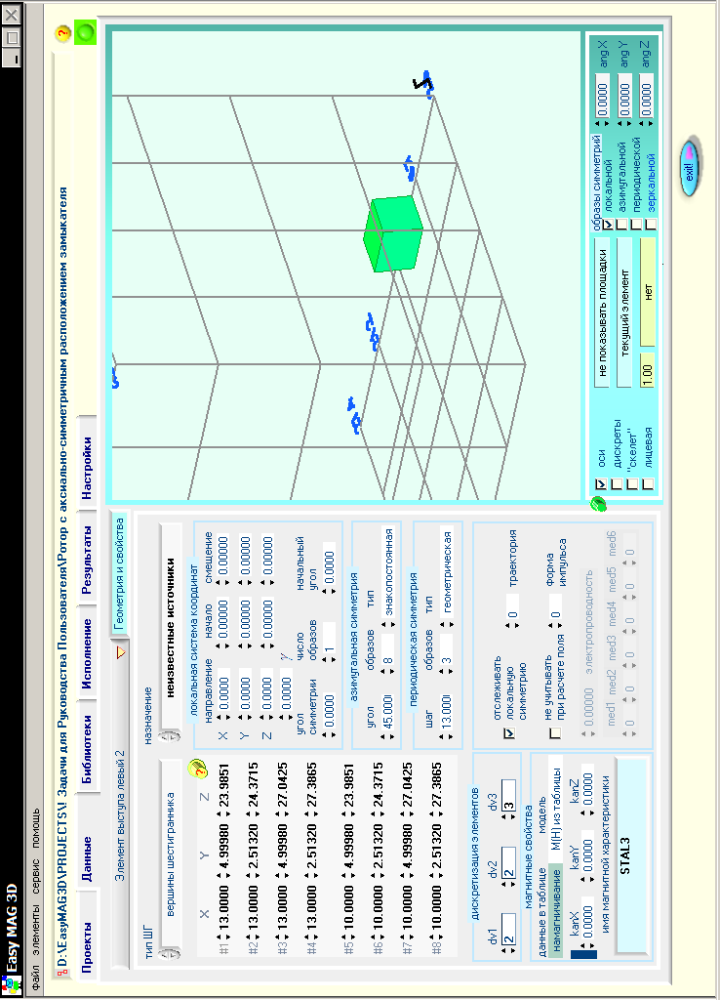 Easy MAG 3D
файл элементы сервис помощь
D:\EasyMAG3D\PROJECTS\! Задачи для Руководства Пользователя\Ротор с аксиально-симметричным расположением замыкателя
Проекты Данные Библиотеки Исполнение Результаты Настройки
Элемент выступа левый 2 Геометрия и свойства
тип ШГ
вершины шестигранника
X Y Z
#1 13.0000 4.99980 23.9851
#2 13.0000 2.51320 24.3715
#3 13.0000 4.99980 27.0425
#4 13.0000 2.51320 27.3865
#5 10.0000 4.99980 23.9851
#6 10.0000 2.51320 24.3715
#7 10.0000 4.99980 27.0425
#8 10.0000 2.51320 27.3865
дискретизация элементов
dv1 dv2 dv3
2 2 3
магнитные свойства
данные в таблице модель
намагничивание M(H) из таблицы
kanX kanY kanZ
0.0000 0.0000 0.0000
имя магнитной характеристики
STAL3
назначение
неизвестные источники
локальная система координат
направление начало смещение
X 0.0000 0.00000 0.00000
Y 0.0000 0.00000 0.00000
Z 0.0000 0.00000 0.00000
0.0000 γ
угол симметрии число образов начальный угол
0.0000 1 0.0000
азимутальная симметрия
угол образов тип
45.000 8 знакопостоянная
периодическая симметрия
шаг образов тип
13.000 3 геометрическая
отслеживать
локальную
симметрию
0 траектория
не учитывать
при расчете поля
0 форма
импульса
0.00000 электропроводность
med1 med2 med3 med4 med5 med6
0 0 0 0 0 0
оси
дискреты
"скелет"
лицевая
не показывать площадки
текущий элемент
1.00 нет
образы симметрий
локальной
азимутальной
периодической
зеркальной
0.0000 ang X
0.0000 ang Y
0.0000 ang Z
exit!